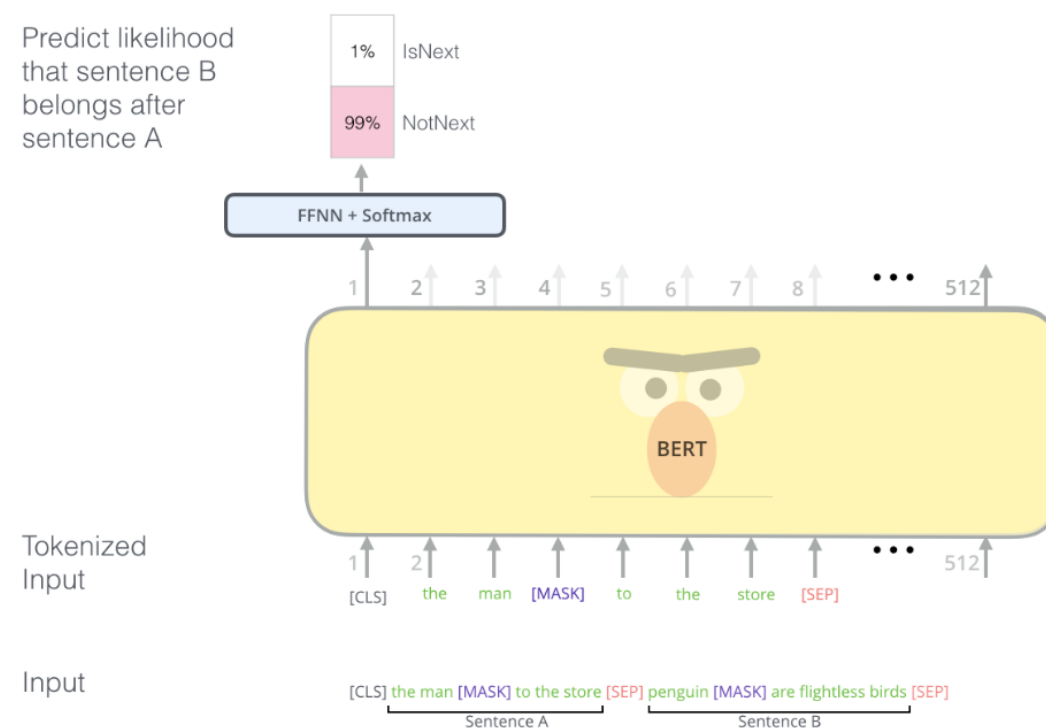 Predict likelihood
that sentence B
belongs after
sentence A
1% IsNext
99% NotNext
FFNN + Softmax
1 2 3 4 5 6 7 8 ••• 512
BERT
Tokenized
Input
1 2 ••• 512
[CLS] the man [MASK] to the store [SEP]
Input
[CLS] the man [MASK] to the store [SEP] penguin [MASK] are flightless birds [SEP]
Sentence A Sentence B